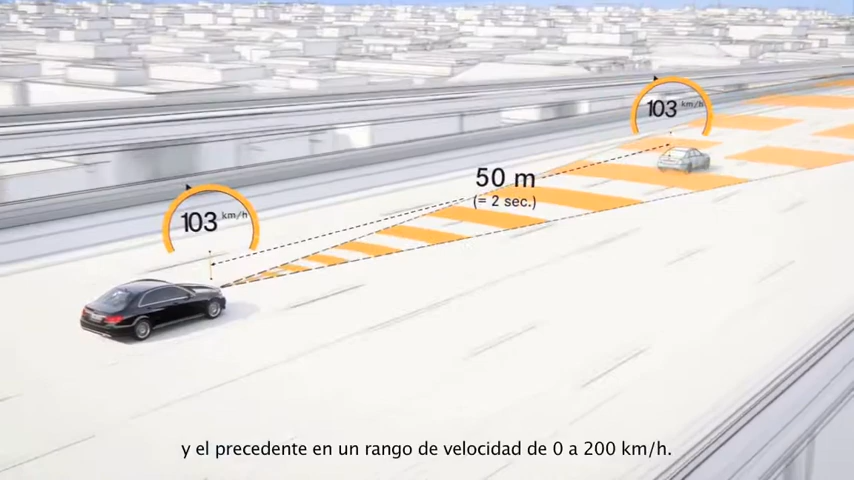 103 km/h
50 m
(= 2 sec.)
103 km/h
y el precedente en un rango de velocidad de 0 a 200 km/h.